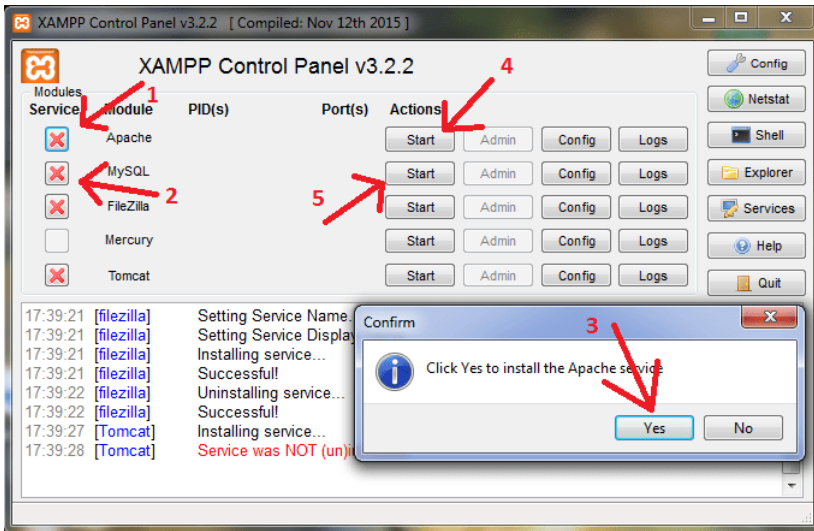 XAMPP Control Panel v3.2.2 [ Compiled: Nov 12th 2015 ]
XAMPP Control Panel v3.2.2
4
Config
Modules
1
Service Module PID(s) Port(s) Actions
Netstat
Apache Start Admin Config Logs
Shell
MySQL Start Admin Config Logs
Explorer
2
5
FileZilla Start Admin Config Logs
Services
Mercury Start Admin Config Logs
Help
Tomcat Start Admin Config Logs
Quit
17:39:21 [filezilla] Setting Service Name.
17:39:21 [filezilla] Setting Service Display
17:39:21 [filezilla] Installing service...
17:39:21 [filezilla] Successful!
17:39:22 [filezilla] Uninstalling service...
17:39:22 [filezilla] Successful!
17:39:27 [Tomcat] Installing service...
17:39:28 [Tomcat] Service was NOT (un)i
Confirm
3
Click Yes to install the Apache service
Yes No